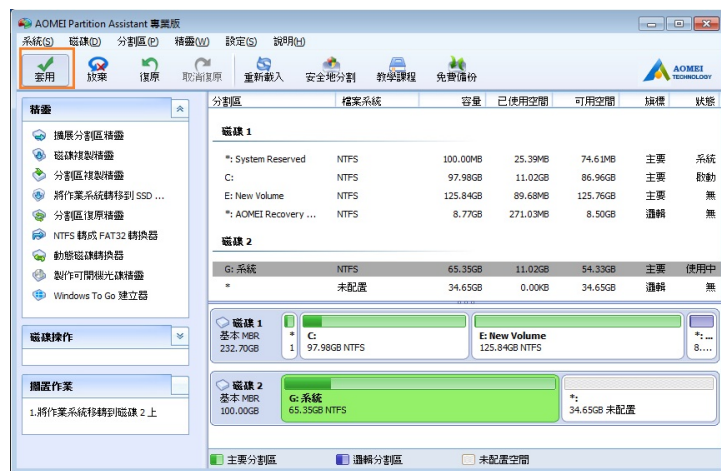 AOMEI Partition Assistant 專業版
系統(S) 磁碟(D) 分割區(P) 精靈(W) 設定(S) 說明(H)
套用 放棄 復原 取消復原 重新載入 安全地分割 教學課程 免費備份
AOMEI
TECHNOLOGY
精靈
擴展分割區精靈
磁碟複製精靈
分割區複製精靈
將作業系統轉移到 SSD ...
分割區復原精靈
NTFS 轉成 FAT32 轉換器
動態磁碟轉換器
製作可開機光碟精靈
Windows To Go 建立器
磁碟操作
擱置作業
1.將作業系統移轉到磁碟 2 上
分割區 檔案系統 容量 已使用空間 可用空間 旗標 狀態
磁碟 1
*: System Reserved NTFS 100.00MB 25.39MB 74.61MB 主要 系統
C: NTFS 97.98GB 11.02GB 86.96GB 主要 啟動
E: New Volume NTFS 125.84GB 89.68MB 125.76GB 主要 無
*: AOMEI Recovery ... NTFS 8.77GB 271.03MB 8.50GB 邏輯 無
磁碟 2
G: 系統 NTFS 65.35GB 11.02GB 54.33GB 主要 使用中
* 未配置 34.65GB 0.00KB 34.65GB 邏輯 無
磁碟 1
基本 MBR
232.70GB
*
1
C:
97.98GB NTFS
E: New Volume
125.84GB NTFS
*: ...
8....
磁碟 2
基本 MBR
100.00GB
G: 系統
65.35GB NTFS
*:
34.65GB 未配置
主要分割區 邏輯分割區 未配置空間